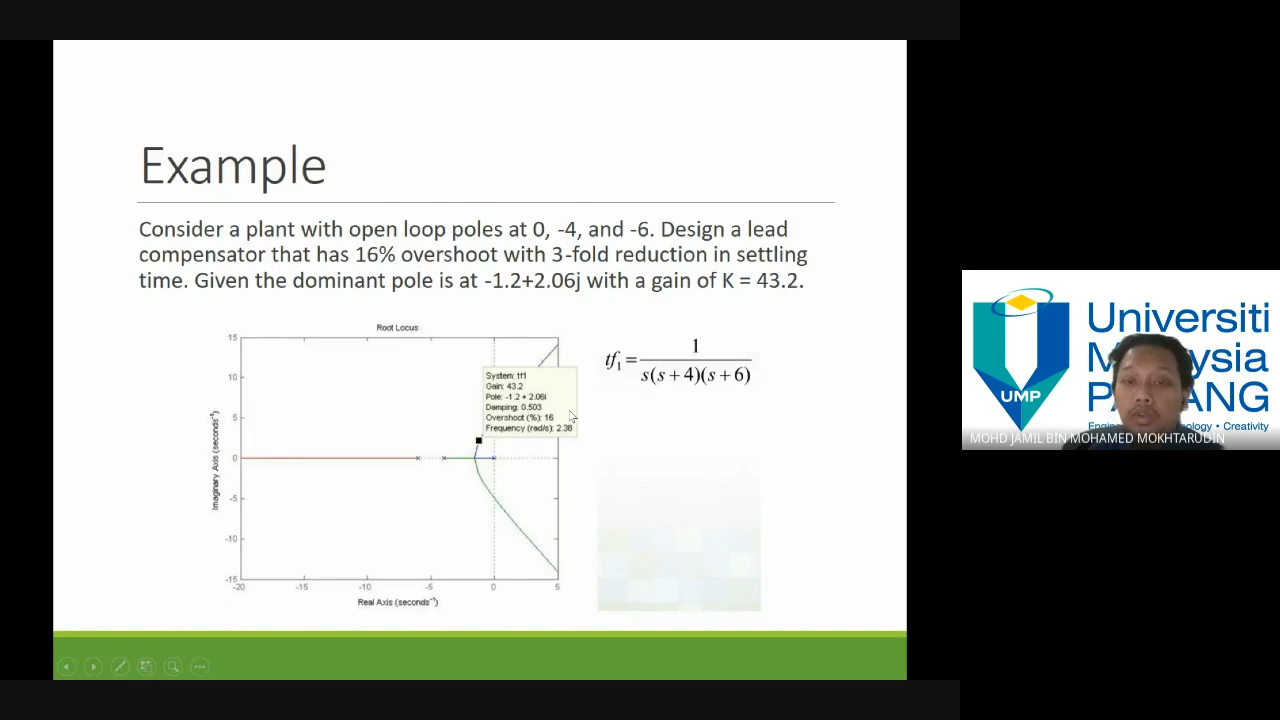 Example
Consider a plant with open loop poles at 0, -4, and -6. Design a lead
compensator that has 16% overshoot with 3-fold reduction in settling
time. Given the dominant pole is at -1.2+2.06j with a gain of K = 43.2.
Root Locus
15
10
5
0
-5
-10
-15
-20
-15
-10
-5
0
5
Imaginary Axis (seconds⁻¹)
Real Axis (seconds⁻¹)
System: tf1
Gain: 43.2
Pole: -1.2 + 2.06i
Damping: 0.503
Overshoot (%): 16
Frequency (rad/s): 2.38
tf₁ = 1 / s(s+4)(s+6)
UMP
Universiti
M ysia
P ANG
ology • Creativity
MOHD JAMIL BIN MOHAMED MOKHTARUDIN